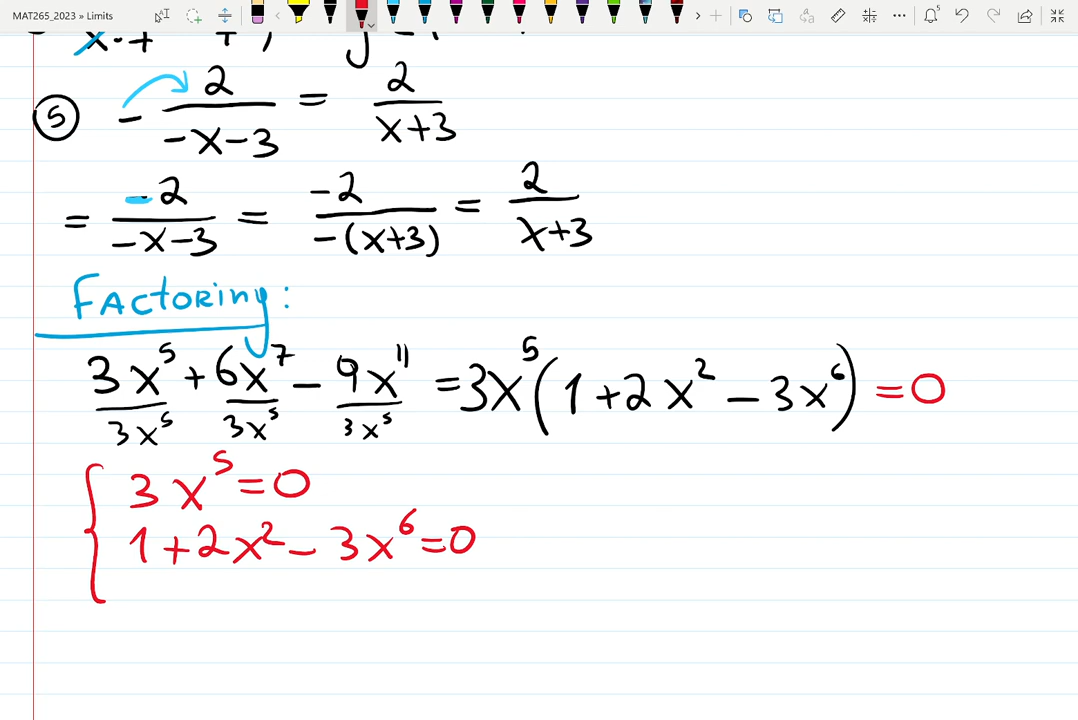 MAT265_2023 » Limits
⑤ - 2/(-x-3) = 2/(x+3)
= -2/(-x-3) = -2/(-(x+3)) = 2/(x+3)
Factoring:
3x⁵/3x⁵ + 6x⁷/3x⁵ - 9x¹¹/3x⁵ = 3x⁵(1+2x² - 3x⁶) = 0
{ 3x⁵ = 0
1+2x² - 3x⁶ = 0